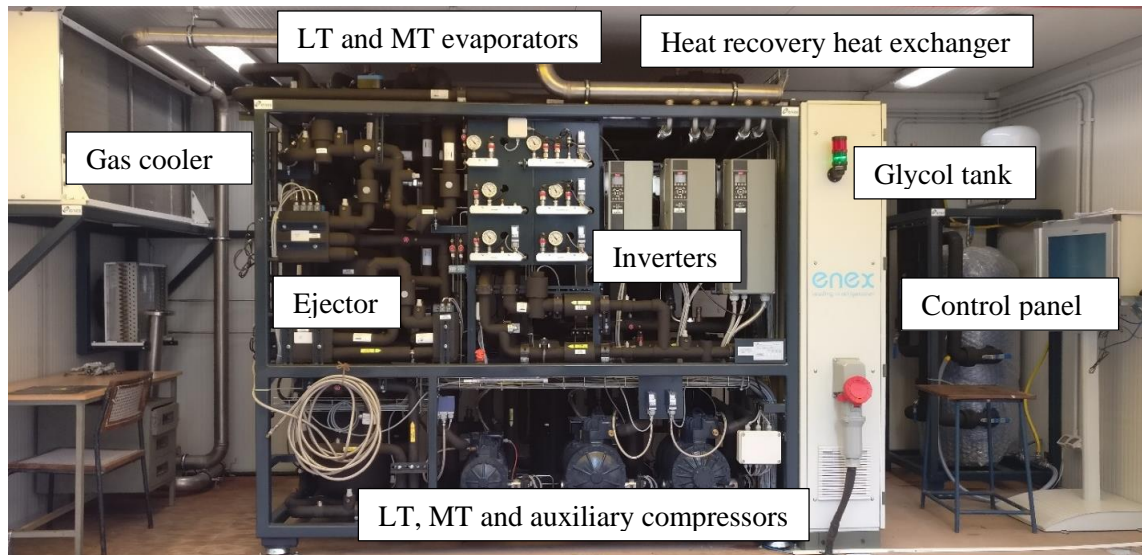 LT and MT evaporators
Heat recovery heat exchanger
Gas cooler
Glycol tank
Inverters
enex
Ejector
Control panel
LT, MT and auxiliary compressors